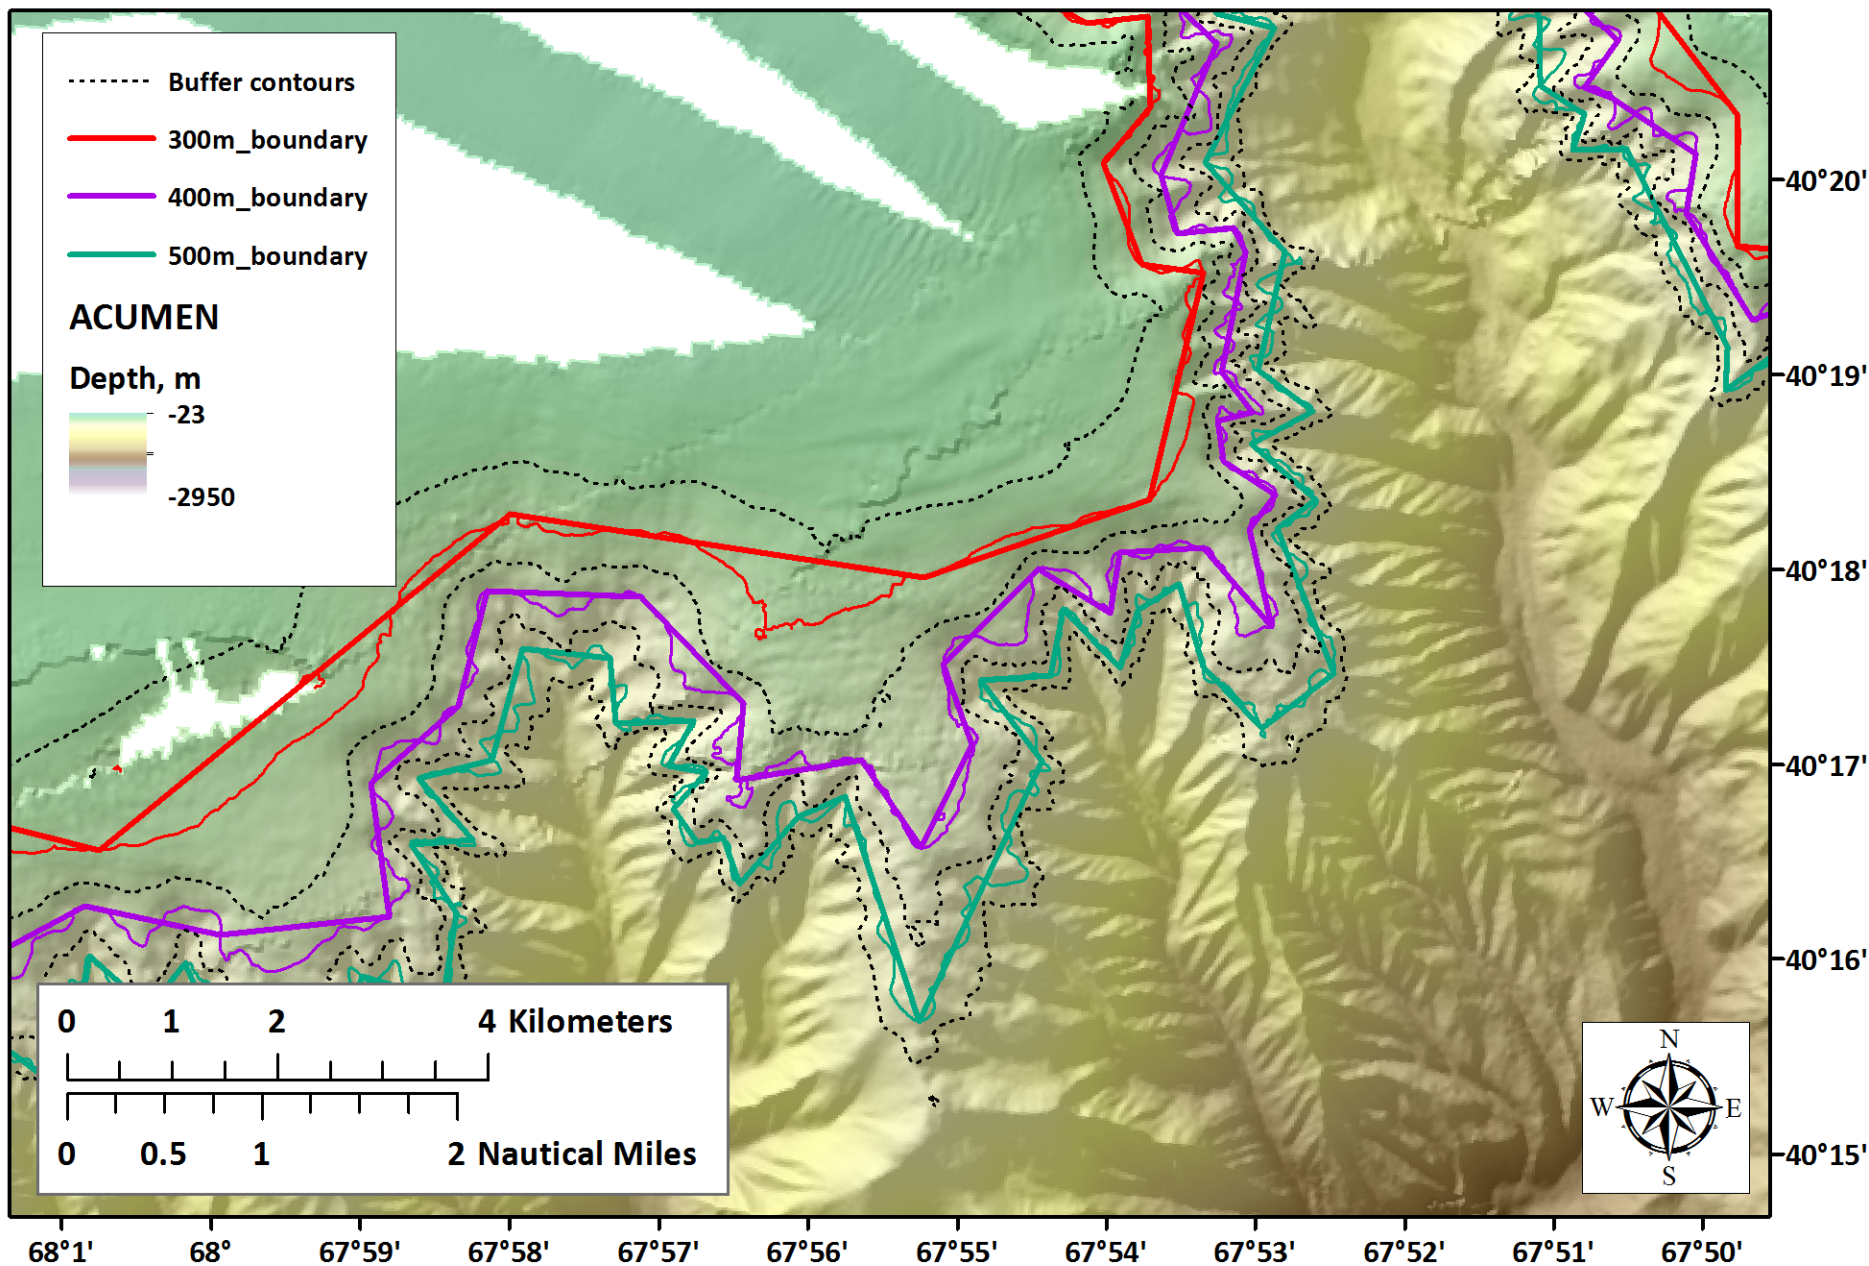 Buffer contours
300m_boundary
400m_boundary
500m_boundary
ACUMEN
Depth, m
-23
-2950
0 1 2 4 Kilometers
0 0.5 1 2 Nautical Miles
N
W E
S
40°20'
40°19'
40°18'
40°17'
40°16'
40°15'
68°1' 68° 67°59' 67°58' 67°57' 67°56' 67°55' 67°54' 67°53' 67°52' 67°51' 67°50'